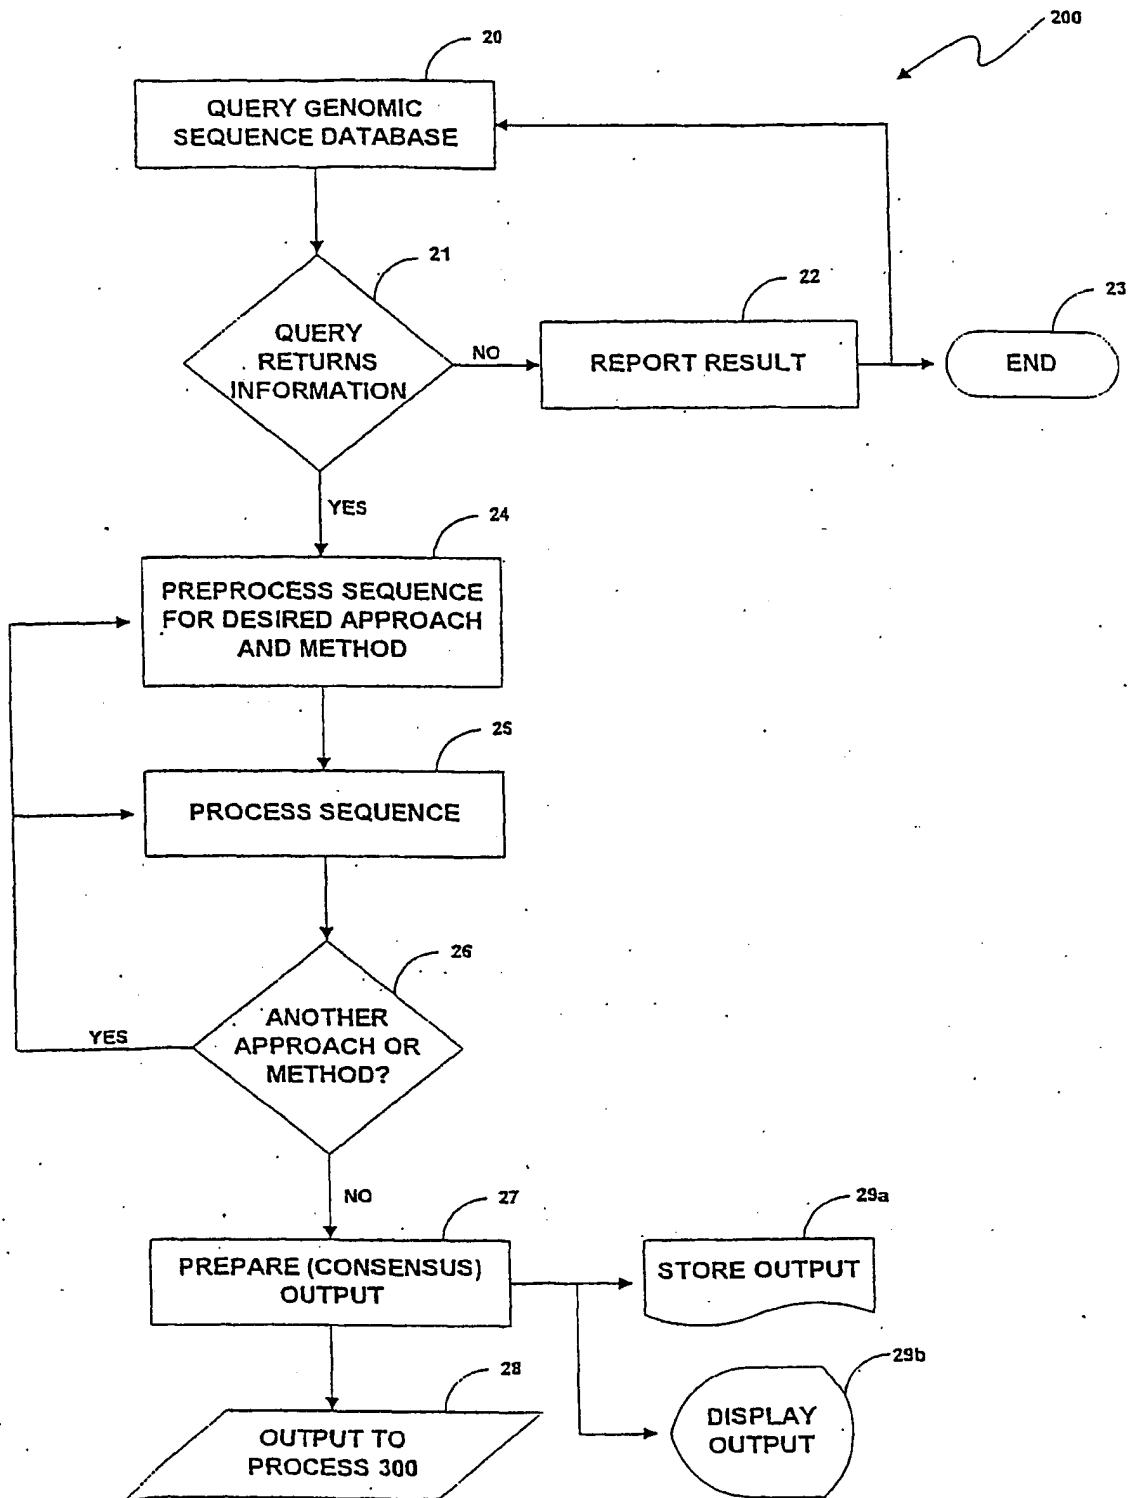 200
20
QUERY GENOMIC
SEQUENCE DATABASE
21
QUERY
RETURNS
INFORMATION
NO
22
REPORT RESULT
23
END
YES
24
PREPROCESS SEQUENCE
FOR DESIRED APPROACH
AND METHOD
25
PROCESS SEQUENCE
26
ANOTHER
APPROACH OR
METHOD?
YES
NO
27
PREPARE (CONSENSUS)
OUTPUT
29a
STORE OUTPUT
28
OUTPUT TO
PROCESS 300
29b
DISPLAY
OUTPUT